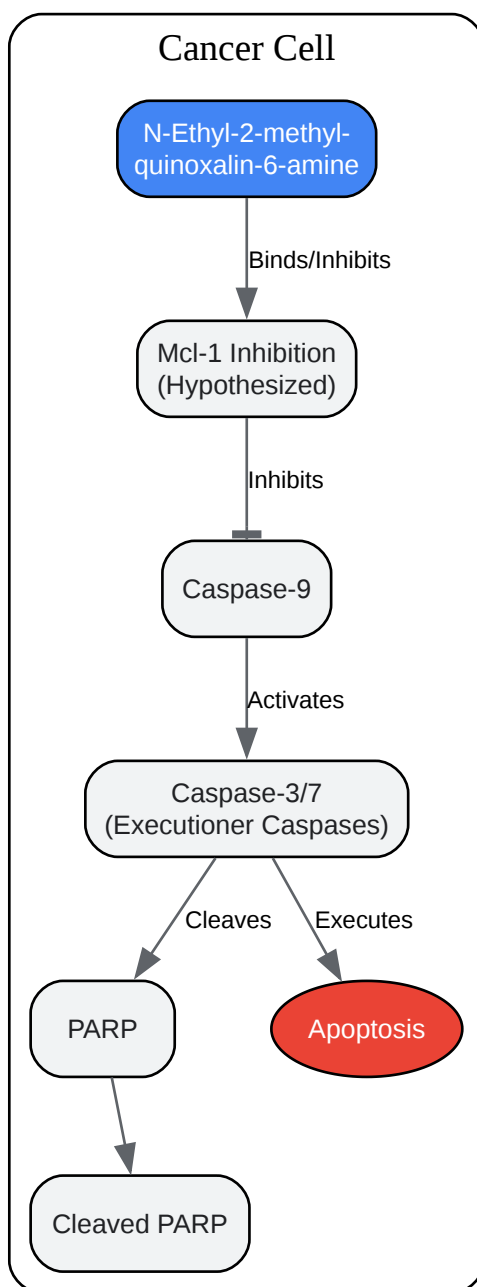 Cancer Cell
N-Ethyl-2-methyl-
quinoxalin-6-amine
Binds/Inhibits
Mcl-1 Inhibition
(Hypothesized)
Inhibits
Caspase-9
Activates
Caspase-3/7
(Executioner Caspases)
Cleaves
Executes
PARP
Apoptosis
Cleaved PARP